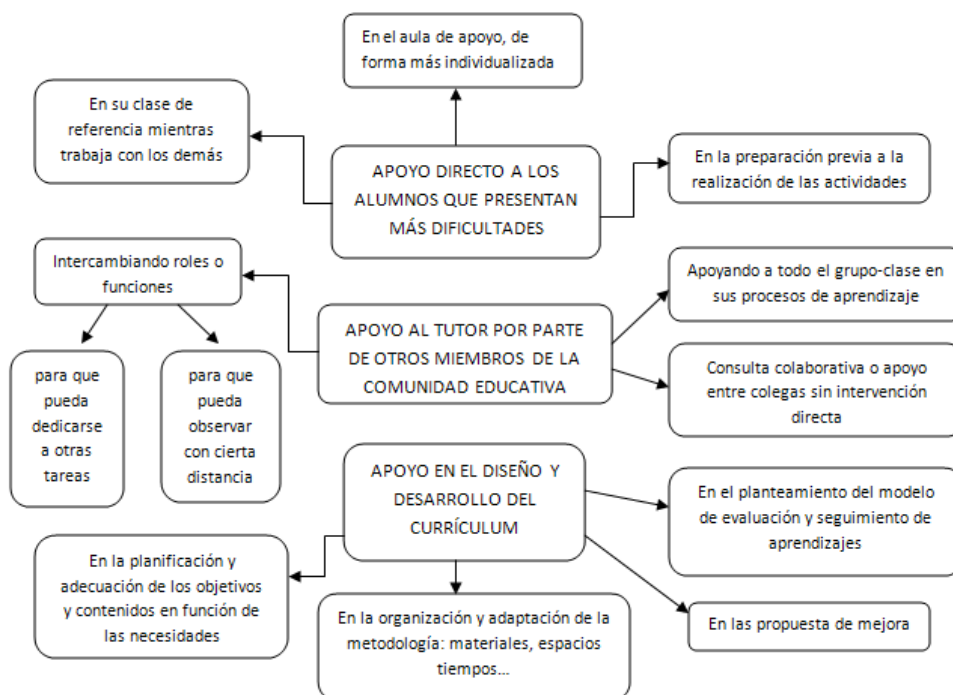 En el aula de apoyo, de
forma más individualizada
En su clase de
referencia mientras
trabaja con los demás
APOYO DIRECTO A LOS
ALUMNOS QUE PRESENTAN
MÁS DIFICULTADES
En la preparación previa a la
realización de las actividades
Intercambiando roles o
funciones
Apoyando a todo el grupo-clase en
sus procesos de aprendizaje
APOYO AL TUTOR POR PARTE
DE OTROS MIEMBROS DE LA
COMUNIDAD EDUCATIVA
para que
pueda
dedicarse
a otras
tareas
para que
pueda
observar
con cierta
distancia
Consulta colaborativa o apoyo
entre colegas sin intervención
directa
APOYO EN EL DISEÑO Y
DESARROLLO DEL
CURRÍCULUM
En el planteamiento del modelo
de evaluación y seguimiento de
aprendizajes
En la planificación y
adecuación de los objetivos
y contenidos en función de
las necesidades
En la organización y adaptación de la
metodología: materiales, espacios
tiempos...
En las propuesta de mejora